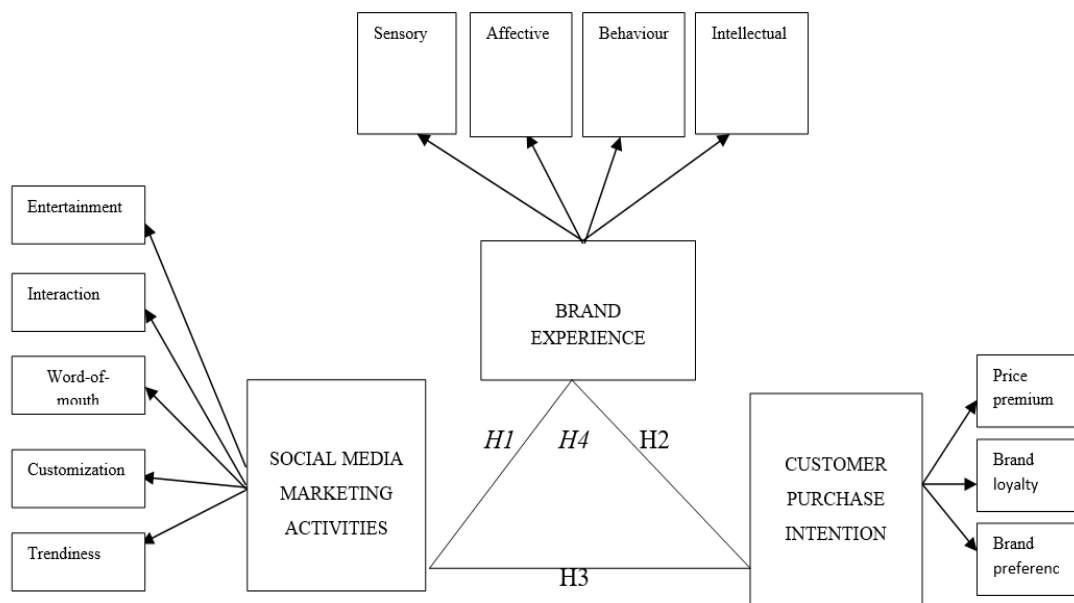 Sensory
Affective
Behaviour
Intellectual
Entertainment
Interaction
Word-of-
mouth
Customization
Trendiness
BRAND
EXPERIENCE
SOCIAL MEDIA
MARKETING
ACTIVITIES
H1
H4
H2
H3
CUSTOMER
PURCHASE
INTENTION
Price
premium
Brand
loyalty
Brand
preferenc